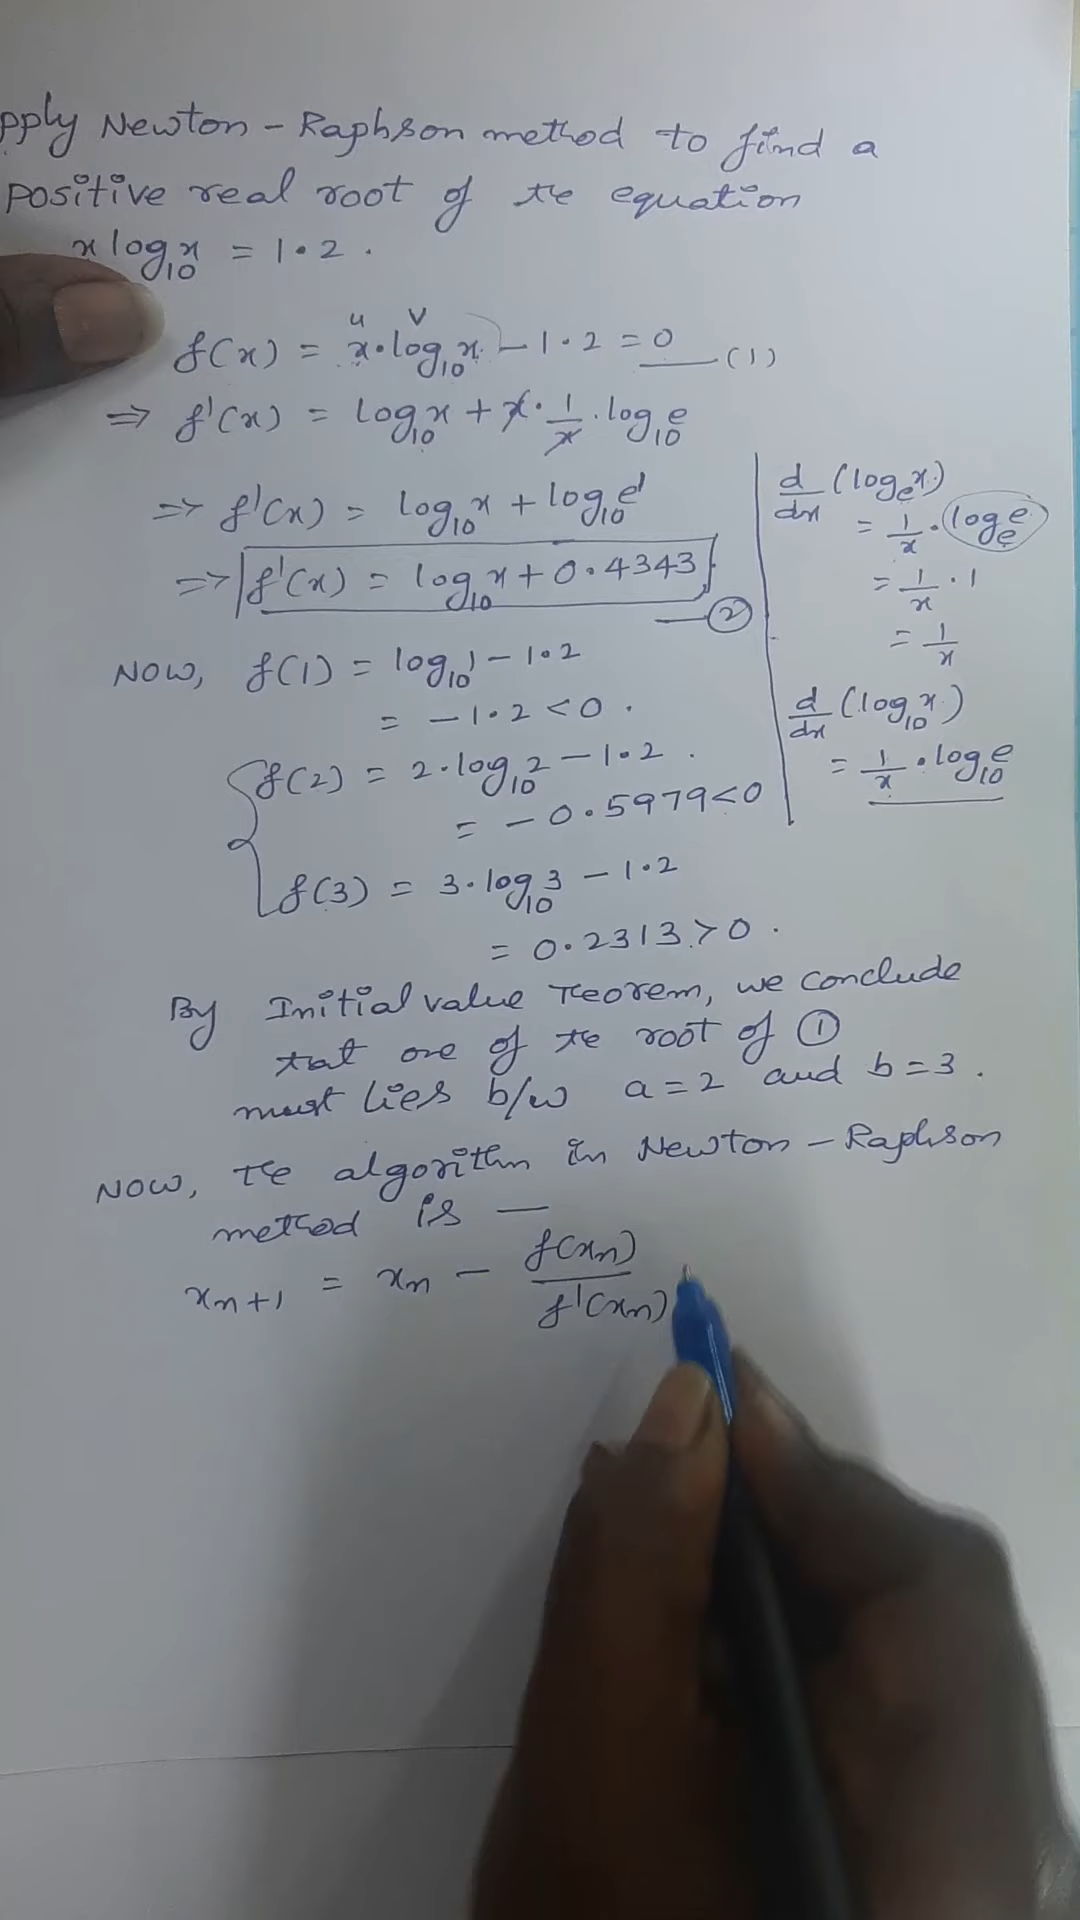 pply Newton-Raphson method to find a
positive real root of the equation
x log₁₀x = 1.2.
u v
f(x) = x·log₁₀x - 1.2 = 0 —(1)
⇒ f'(x) = log₁₀x + x·1/x·log₁₀e
⇒ f'(x) = log₁₀x + log₁₀e
⇒ f'(x) = log₁₀x + 0.4343
—②
Now, f(1) = log₁₀1 - 1.2
= -1.2 < 0.
f(2) = 2·log₁₀2 - 1.2.
= -0.5979 < 0
f(3) = 3·log₁₀3 - 1.2
= 0.2313 > 0.
d/dx (logₑx)
= 1/x·logₑe
= 1/x·1
= 1/x
d/dx (log₁₀x)
= 1/x·log₁₀e
By Initial value Theorem, we conclude
that one of the root of ①
must lies b/w a=2 and b=3.
Now, the algorithm in Newton-Raphson
method is —
xₙ₊₁ = xₙ - f(xₙ)/f'(xₙ)